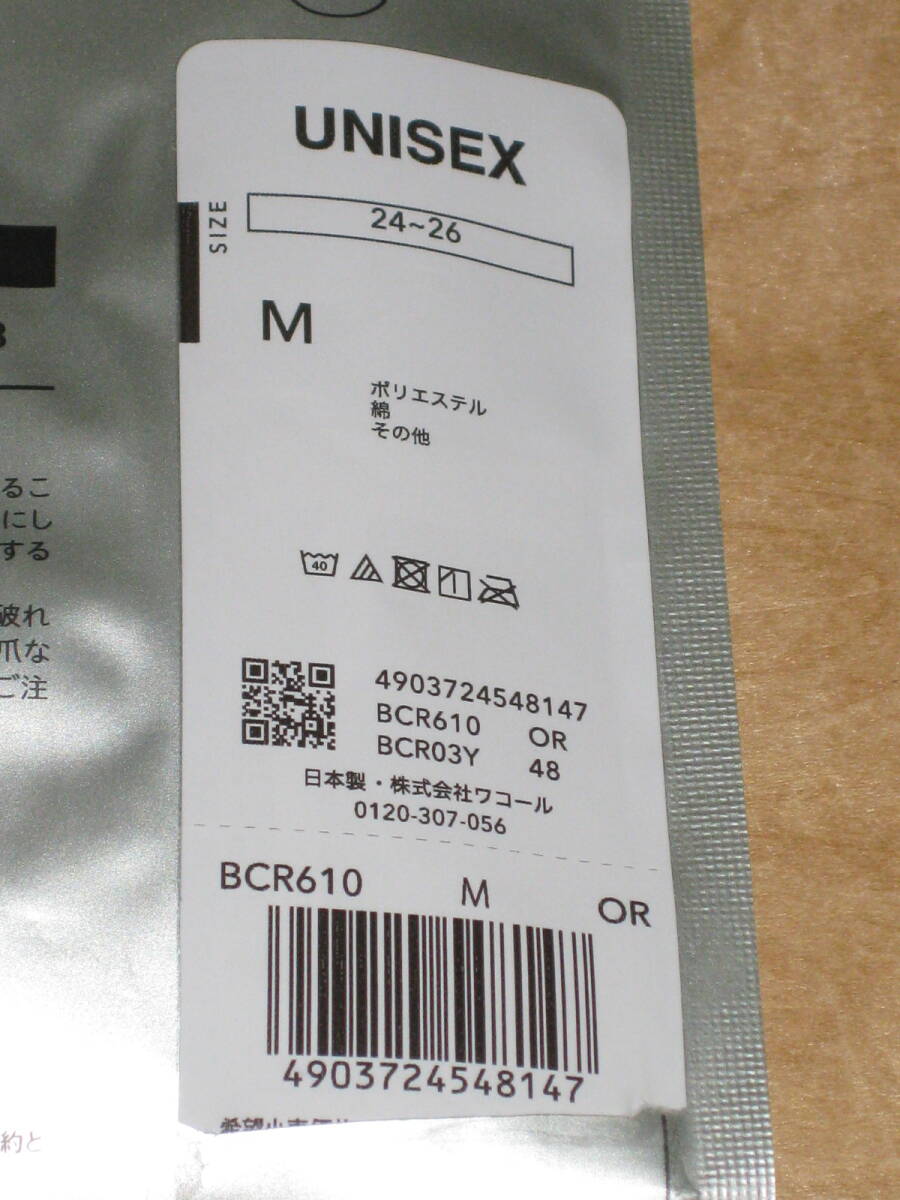 UNISEX
SIZE
24~26
M
ポリエステル
綿
その他
40
4903724548147
BCR610 OR
BCR03Y 48
日本製・株式会社ワコール
0120-307-056
BCR610 M OR
4903724548147
るこ
にし
する
破れ
爪な
ご注
約と